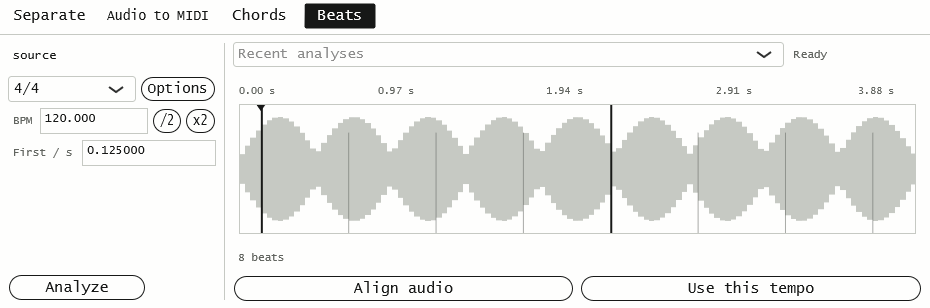 Separate Audio to MIDI Chords Beats
source
Recent analyses Ready
4/4 Options
0.00 s 0.97 s 1.94 s 2.91 s 3.88 s
BPM 120.000 /2 x2
First / s 0.125000
8 beats
Analyze Align audio Use this tempo